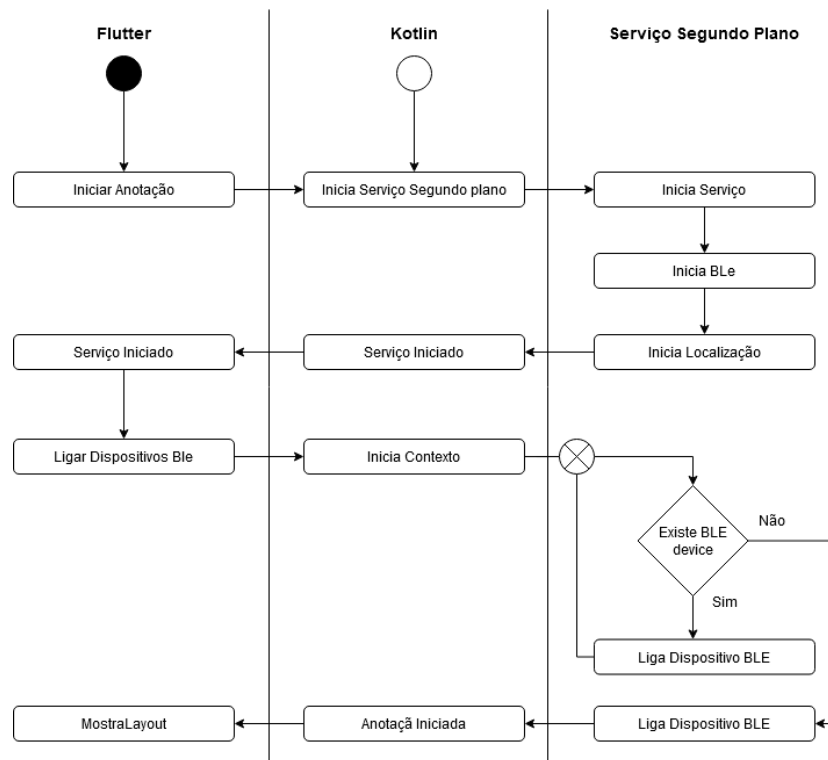 Flutter
Kotlin
Serviço Segundo Plano
Iniciar Anotação
Inicia Serviço Segundo plano
Inicia Serviço
Inicia BLe
Serviço Iniciado
Serviço Iniciado
Inicia Localização
Ligar Dispositivos Ble
Inicia Contexto
Existe BLE
device
Não
Sim
Liga Dispositivo BLE
MostraLayout
Anotaçã Iniciada
Liga Dispositivo BLE